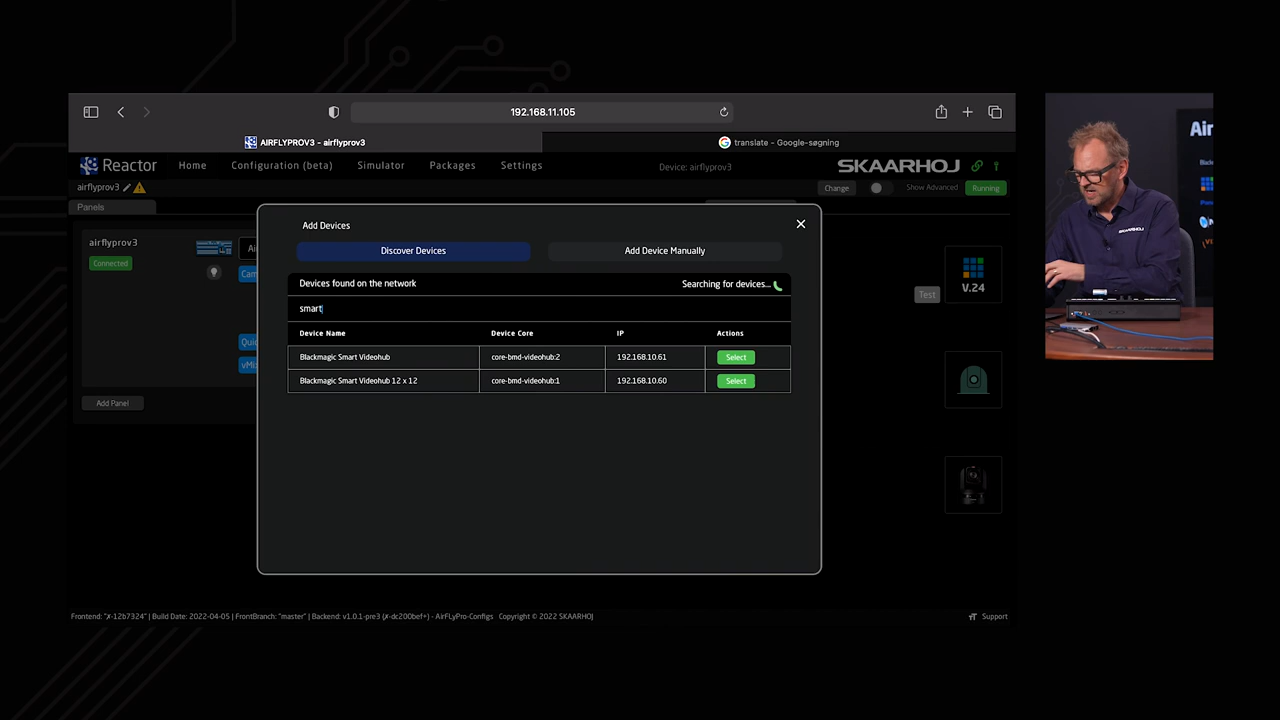 192.168.11.105
AIRFLYPROV3 - airflyprov3
translate - Google-søgning
Reactor Home Configuration (beta) Simulator Packages Settings Device: airflyprov3 SKAARHOJ
airflyprov3 Change Show Advanced Running
Panels
airflyprov3
Connected
Add Panel
Add Devices
Discover Devices Add Device Manually
Devices found on the network Searching for devices...
smart
Device Name Device Core IP Actions
Blackmagic Smart Videohub core-bmd-videohub:2 192.168.10.61 Select
Blackmagic Smart Videohub 12 x 12 core-bmd-videohub:1 192.168.10.60 Select
Test
V.24
Frontend: "✗-12b7324" | Build Date: 2022-04-05 | FrontBranch: "master" | Backend: v1.0.1-pre3 (✗-dc200bef+) - AirFLyPro-Configs Copyright © 2022 SKAARHOJ
Support
SKAARHOJ